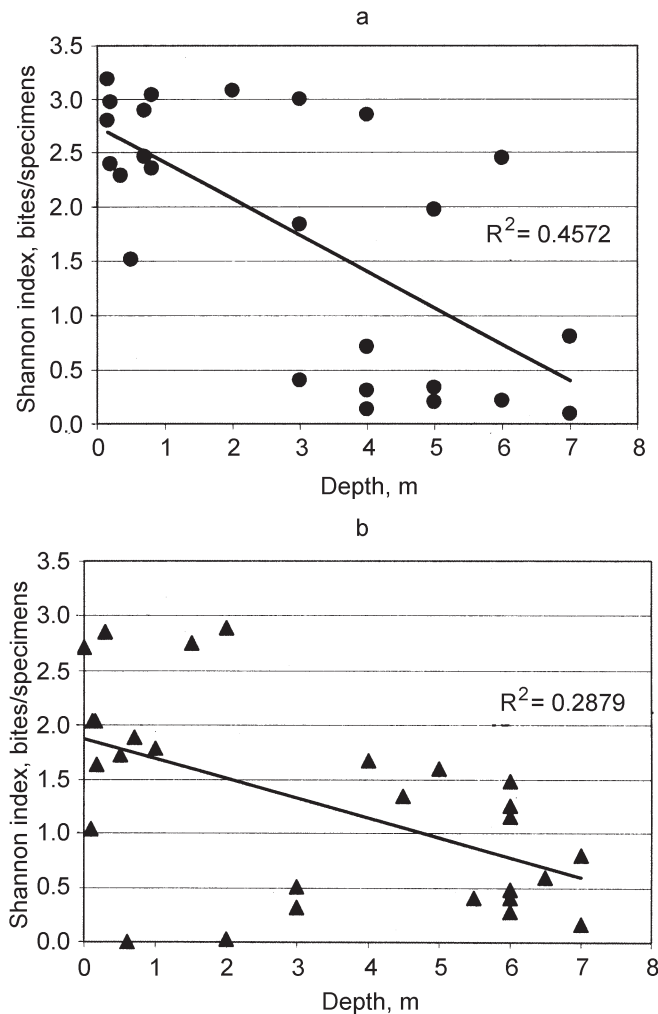 a
Shannon index, bites/specimens
3.5
3.0
2.5
2.0
1.5
1.0
0.5
0.0
R²= 0.4572
0 1 2 3 4 5 6 7 8
Depth, m
b
Shannon index, bites/specimens
3.5
3.0
2.5
2.0
1.5
1.0
0.5
0.0
R²= 0.2879
0 1 2 3 4 5 6 7 8
Depth, m